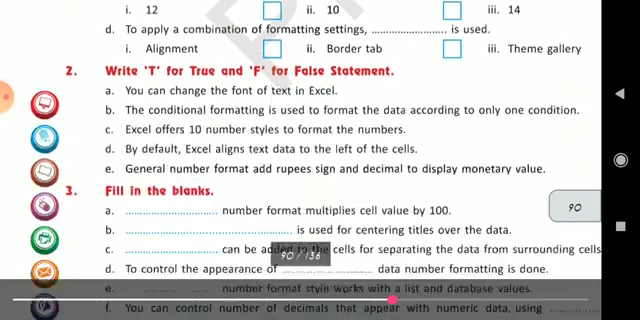 i. 12 ii. 10 iii. 14
d. To apply a combination of formatting settings, ........................... is used.
i. Alignment ii. Border tab iii. Theme gallery
2. Write 'T' for True and 'F' for False Statement.
a. You can change the font of text in Excel.
b. The conditional formatting is used to format the data according to only one condition.
c. Excel offers 10 number styles to format the numbers.
d. By default, Excel aligns text data to the left of the cells.
e. General number format add rupees sign and decimal to display monetary value.
3. Fill in the blanks.
a. ................................ number format multiplies cell value by 100.
90
b. ......................................................... is used for centering titles over the data.
c. ................................ can be added to the cells for separating the data from surrounding cells
90 / 136
d. To control the appearance of ................................ data number formatting is done.
e. number format style works with a list and database values.
f. You can control number of decimals that appear with numeric data, using ..................